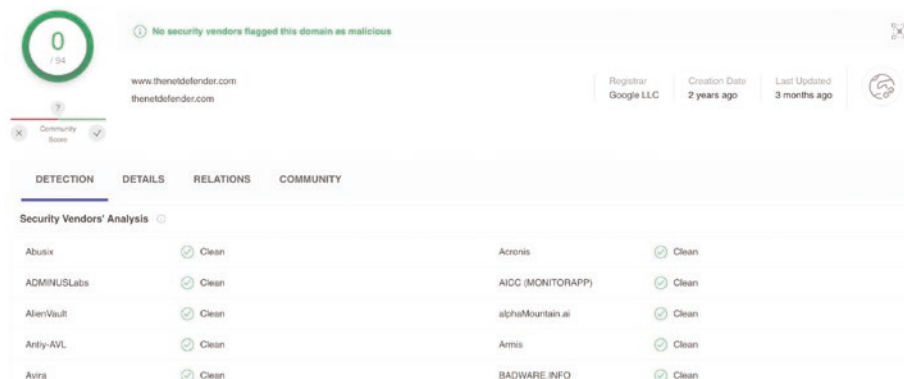 0
/ 94
?
Community
Score
No security vendors flagged this domain as malicious
www.thenetdefender.com
thenetdefender.com
Registrar
Google LLC
Creation Date
2 years ago
Last Updated
3 months ago
DETECTION DETAILS RELATIONS COMMUNITY
Security Vendors' Analysis
Abusix Clean Acronis Clean
ADMINUSLabs Clean AICC (MONITORAPP) Clean
AlienVault Clean alphaMountain.ai Clean
Antiy-AVL Clean Armis Clean
Avira Clean BADWARE.INFO Clean